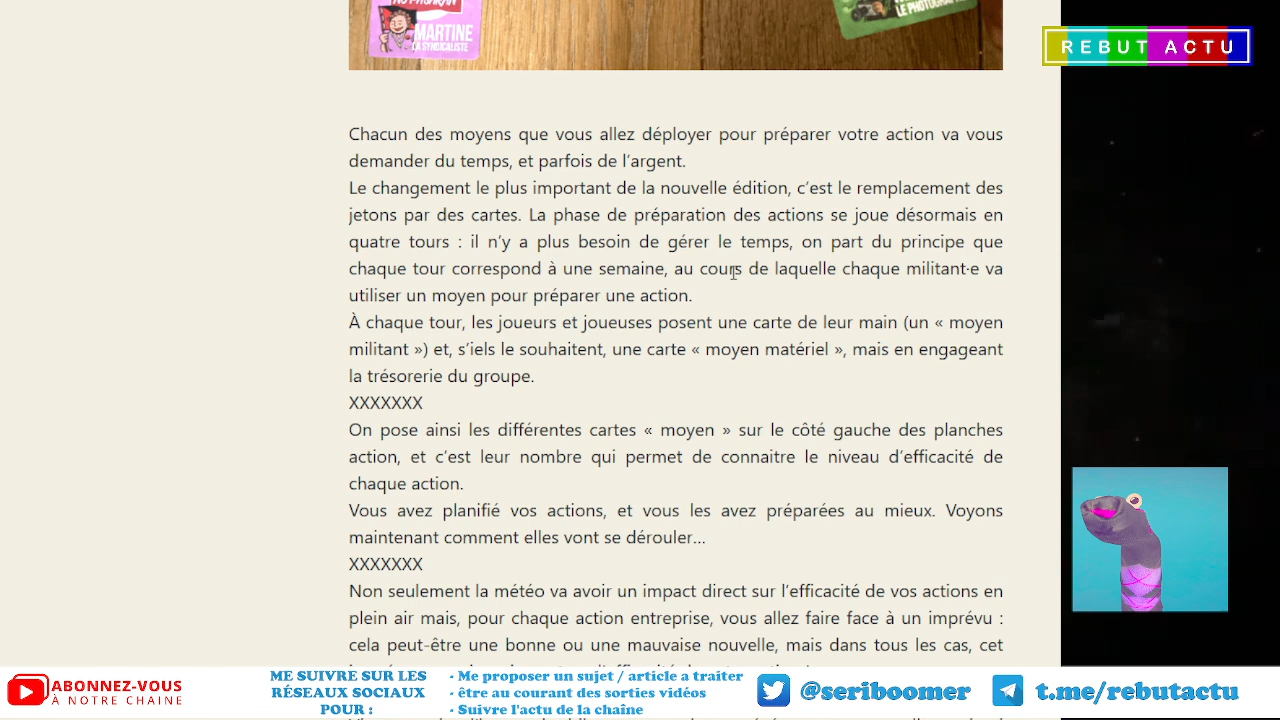 MARTINE
LA SYNDICALISTE
LE PHOTOGRAPHE
REBUT ACTU
Chacun des moyens que vous allez déployer pour préparer votre action va vous
demander du temps, et parfois de l'argent.
Le changement le plus important de la nouvelle édition, c'est le remplacement des
jetons par des cartes. La phase de préparation des actions se joue désormais en
quatre tours : il n'y a plus besoin de gérer le temps, on part du principe que
chaque tour correspond à une semaine, au cours de laquelle chaque militant·e va
utiliser un moyen pour préparer une action.
À chaque tour, les joueurs et joueuses posent une carte de leur main (un « moyen
militant ») et, s'iels le souhaitent, une carte « moyen matériel », mais en engageant
la trésorerie du groupe.
XXXXXXX
On pose ainsi les différentes cartes « moyen » sur le côté gauche des planches
action, et c'est leur nombre qui permet de connaitre le niveau d'efficacité de
chaque action.
Vous avez planifié vos actions, et vous les avez préparées au mieux. Voyons
maintenant comment elles vont se dérouler...
XXXXXXX
Non seulement la météo va avoir un impact direct sur l'efficacité de vos actions en
plein air mais, pour chaque action entreprise, vous allez faire face à un imprévu :
cela peut-être une bonne ou une mauvaise nouvelle, mais dans tous les cas, cet
ABONNEZ-VOUS
À NOTRE CHAINE
ME SUIVRE SUR LES
RÉSEAUX SOCIAUX
POUR :
- Me proposer un sujet / article a traiter
- être au courant des sorties vidéos
- Suivre l'actu de la chaîne
@seriboomer
t.me/rebutactu